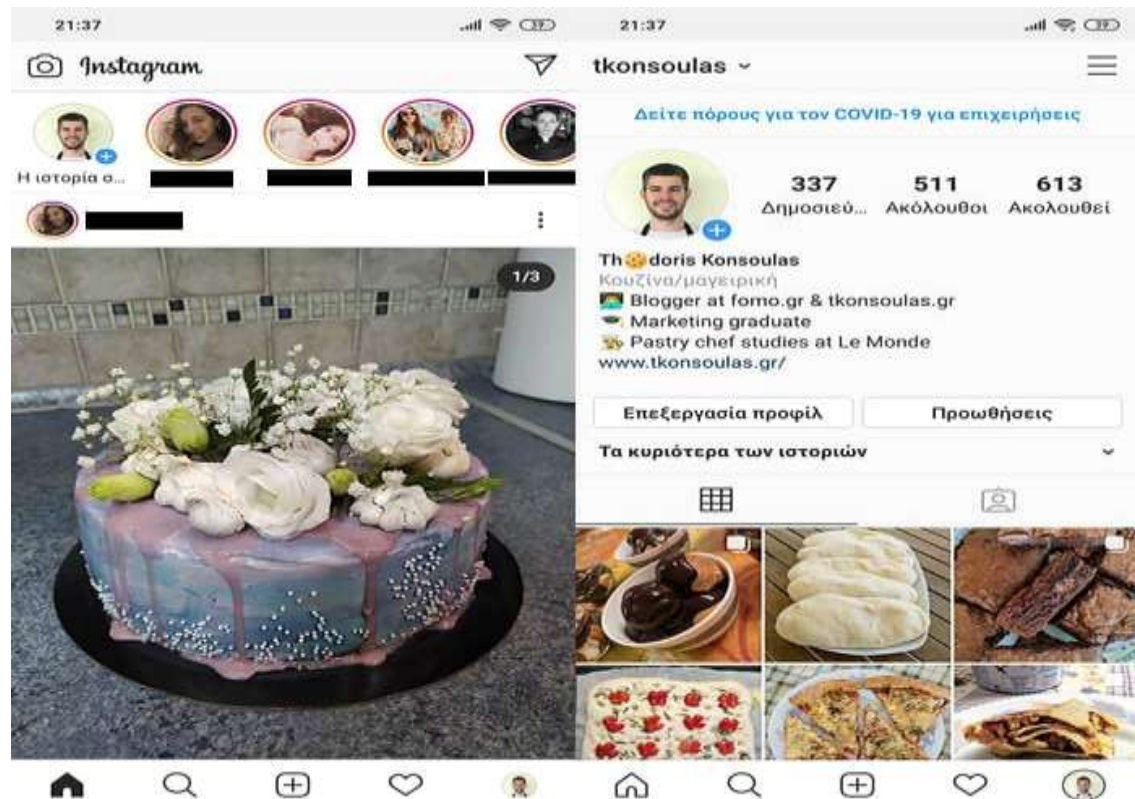 21:37
Instagram
Η ιστορία σ...
1/3
21:37
tkonsoulas
Δείτε πόρους για τον COVID-19 για επιχειρήσεις
337 511 613
Δημοσιεύ... Ακόλουθοι Ακολουθεί
Th🍪doris Konsoulas
Κουζίνα/μαγειρική
Blogger at fomo.gr & tkonsoulas.gr
Marketing graduate
Pastry chef studies at Le Monde
www.tkonsoulas.gr/
Επεξεργασία προφίλ Προωθήσεις
Τα κυριότερα των ιστοριών